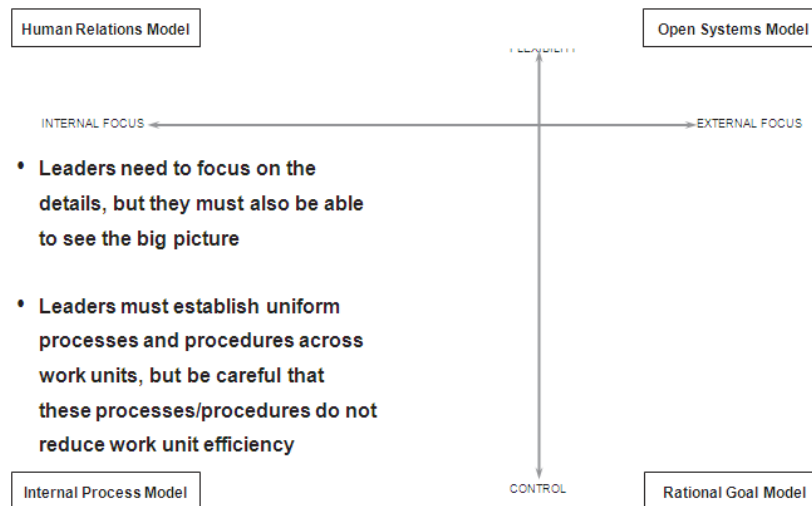 Human Relations Model
Open Systems Model
FLEXIBILITY
INTERNAL FOCUS
EXTERNAL FOCUS
• Leaders need to focus on the
details, but they must also be able
to see the big picture
• Leaders must establish uniform
processes and procedures across
work units, but be careful that
these processes/procedures do not
reduce work unit efficiency
Internal Process Model
CONTROL
Rational Goal Model